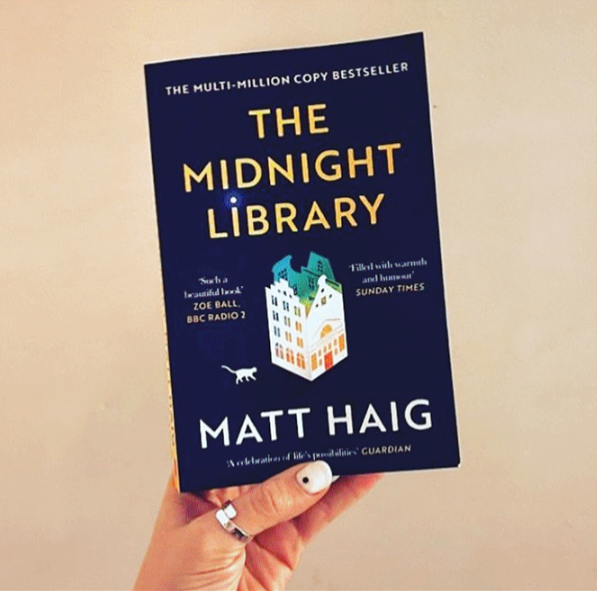 THE MULTI-MILLION COPY BESTSELLER
THE
MIDNIGHT
LIBRARY
'Such a
beautiful book'
ZOE BALL,
BBC RADIO 2
'Filled with warmth
and humour'
SUNDAY TIMES
MATT HAIG
'A celebration of life's possibilities' GUARDIAN